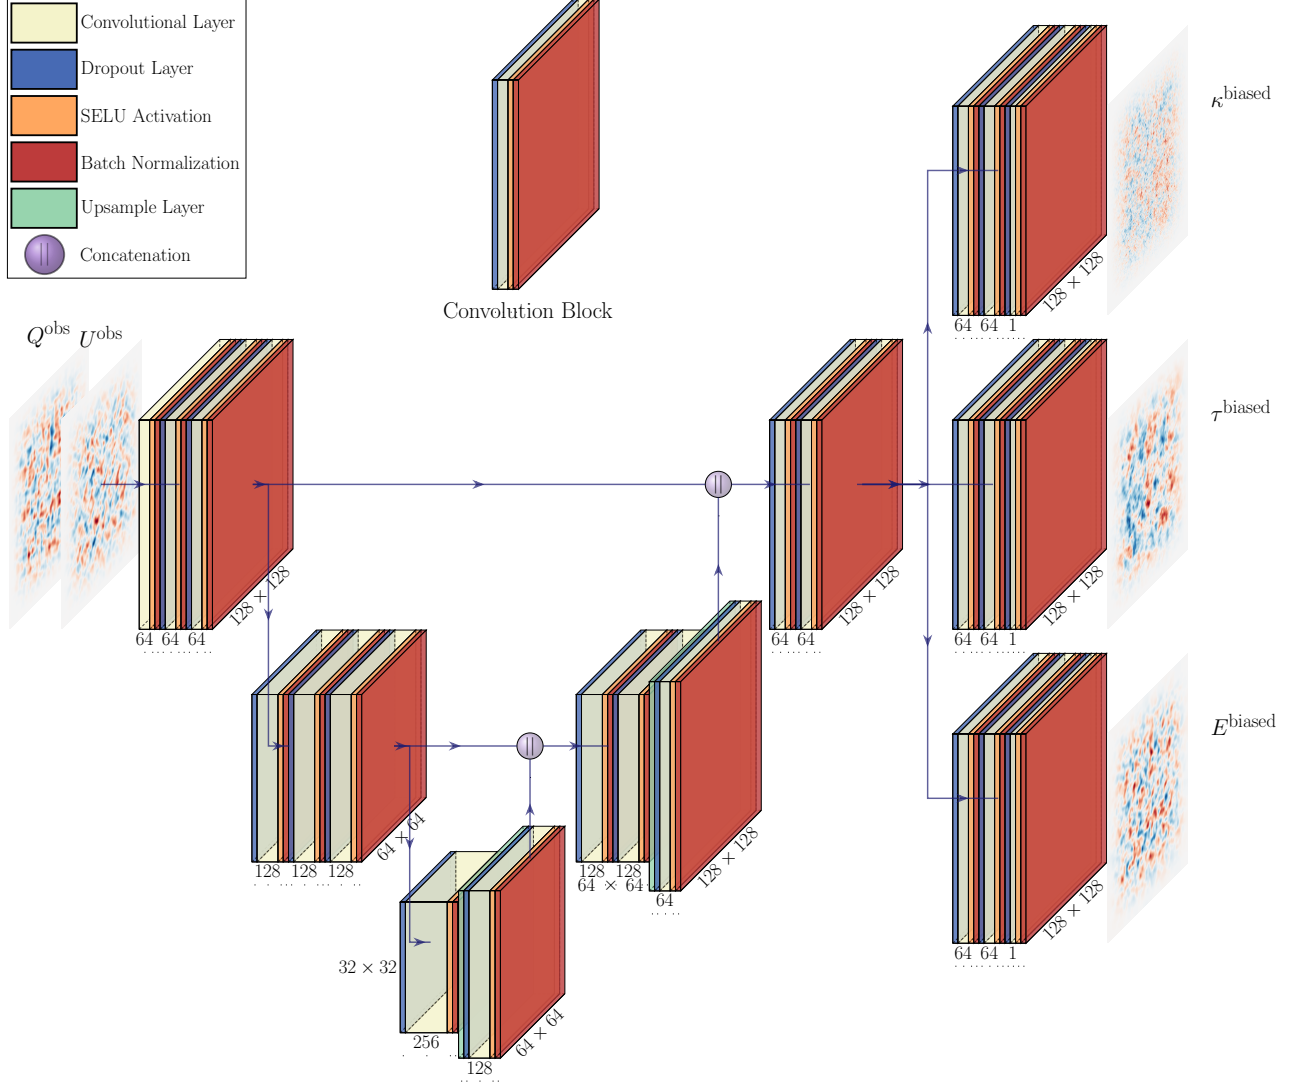 Convolutional Layer
Dropout Layer
SELU Activation
Batch Normalization
Upsample Layer
|| Concatenation
Convolution Block
κ^biased
64 64 1
128 × 128
Q^obs U^obs
64 64 64
128 × 128
||
64 64
128 × 128
τ^biased
64 64 1
128 × 128
128 128 128
64 × 64
||
128 128
64 × 64
64
128 × 128
32 × 32
256
128
64 × 64
E^biased
64 64 1
128 × 128